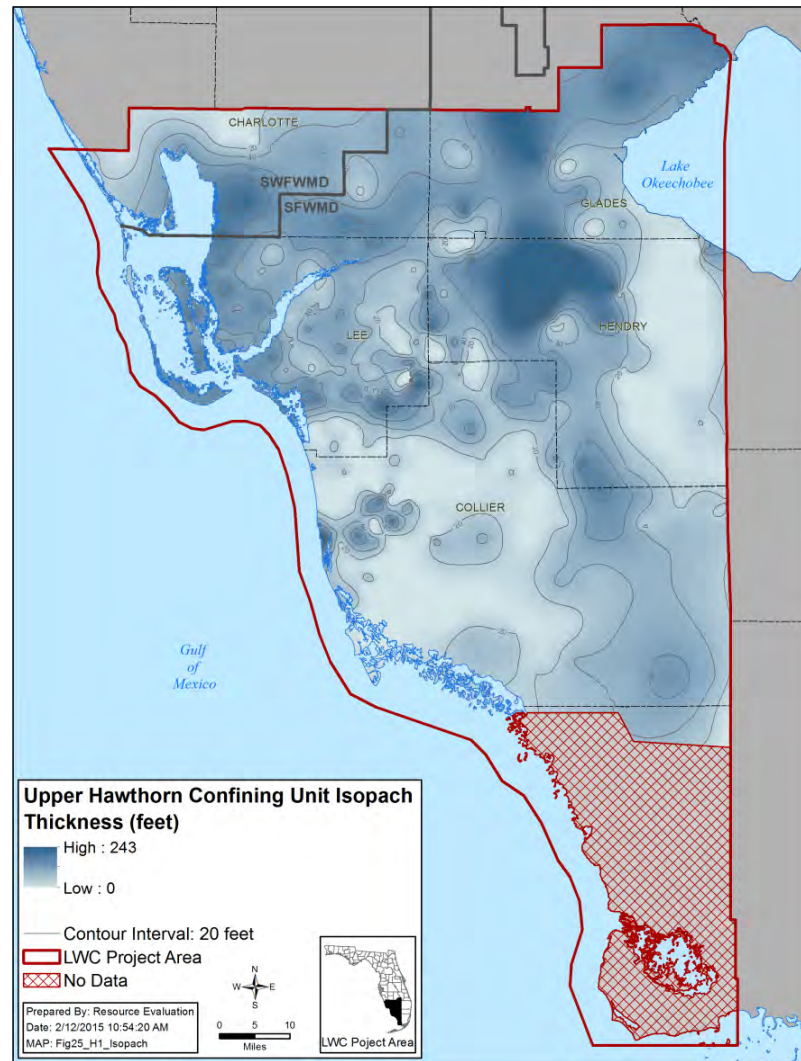 CHARLOTTE
SWFWMD
SFWMD
Lake
Okeechobee
GLADES
LEE
HENDRY
COLLIER
Gulf
of
Mexico
Upper Hawthorn Confining Unit Isopach
Thickness (feet)
High : 243
Low : 0
Contour Interval: 20 feet
LWC Project Area
No Data
N
W E
S
Prepared By: Resource Evaluation
Date: 2/12/2015 10:54:20 AM
MAP: Fig25_H1_Isopach
0 5 10
Miles
LWC Poject Area